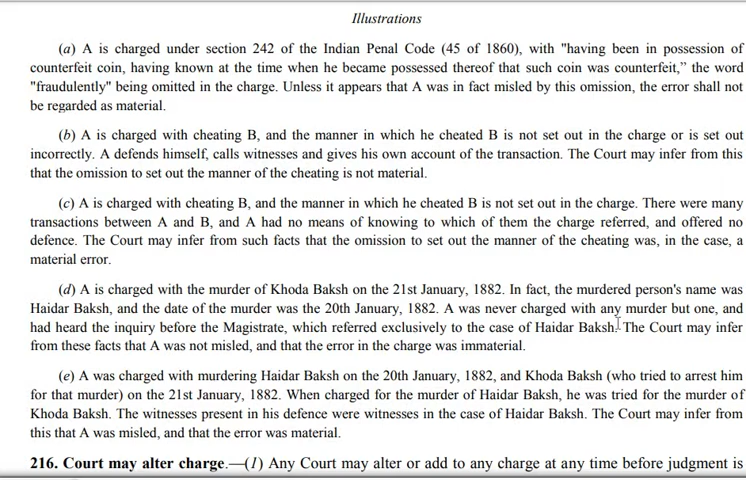 Illustrations
(a) A is charged under section 242 of the Indian Penal Code (45 of 1860), with "having been in possession of
counterfeit coin, having known at the time when he became possessed thereof that such coin was counterfeit,” the word
"fraudulently" being omitted in the charge. Unless it appears that A was in fact misled by this omission, the error shall not
be regarded as material.
(b) A is charged with cheating B, and the manner in which he cheated B is not set out in the charge or is set out
incorrectly. A defends himself, calls witnesses and gives his own account of the transaction. The Court may infer from this
that the omission to set out the manner of the cheating is not material.
(c) A is charged with cheating B, and the manner in which he cheated B is not set out in the charge. There were many
transactions between A and B, and A had no means of knowing to which of them the charge referred, and offered no
defence. The Court may infer from such facts that the omission to set out the manner of the cheating was, in the case, a
material error.
(d) A is charged with the murder of Khoda Baksh on the 21st January, 1882. In fact, the murdered person's name was
Haidar Baksh, and the date of the murder was the 20th January, 1882. A was never charged with any murder but one, and
had heard the inquiry before the Magistrate, which referred exclusively to the case of Haidar Baksh. The Court may infer
from these facts that A was not misled, and that the error in the charge was immaterial.
(e) A was charged with murdering Haidar Baksh on the 20th January, 1882, and Khoda Baksh (who tried to arrest him
for that murder) on the 21st January, 1882. When charged for the murder of Haidar Baksh, he was tried for the murder of
Khoda Baksh. The witnesses present in his defence were witnesses in the case of Haidar Baksh. The Court may infer from
this that A was misled, and that the error was material.
216. Court may alter charge.—(1) Any Court may alter or add to any charge at any time before judgment is